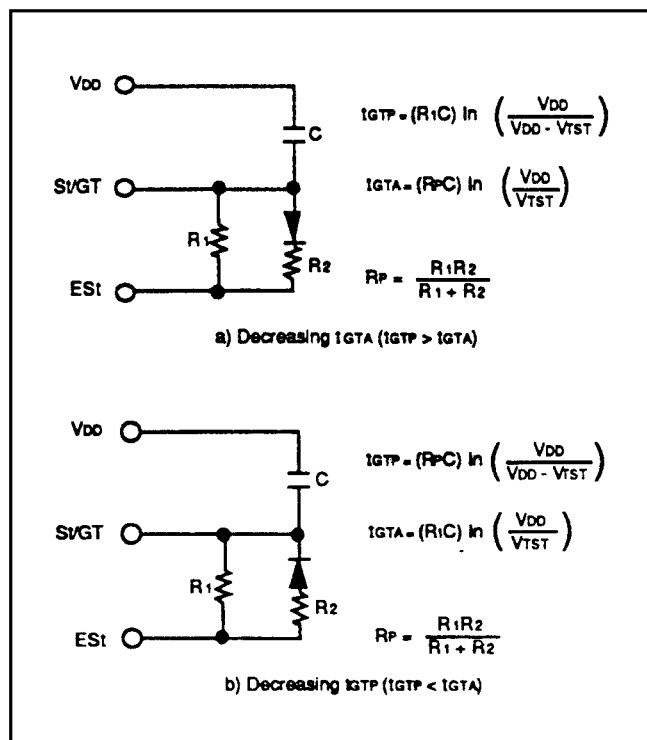 VDD
C
tGTP = (R1C) ln ( VDD / VDD - VTST )
St/GT
tGTA = (RPC) ln ( VDD / VTST )
R1
R2
ESt
RP = R1R2 / R1 + R2
a) Decreasing tGTA (tGTP > tGTA)
VDD
C
tGTP = (RPC) ln ( VDD / VDD - VTST )
St/GT
tGTA = (R1C) ln ( VDD / VTST )
R1
R2
ESt
RP = R1R2 / R1 + R2
b) Decreasing tGTP (tGTP < tGTA)